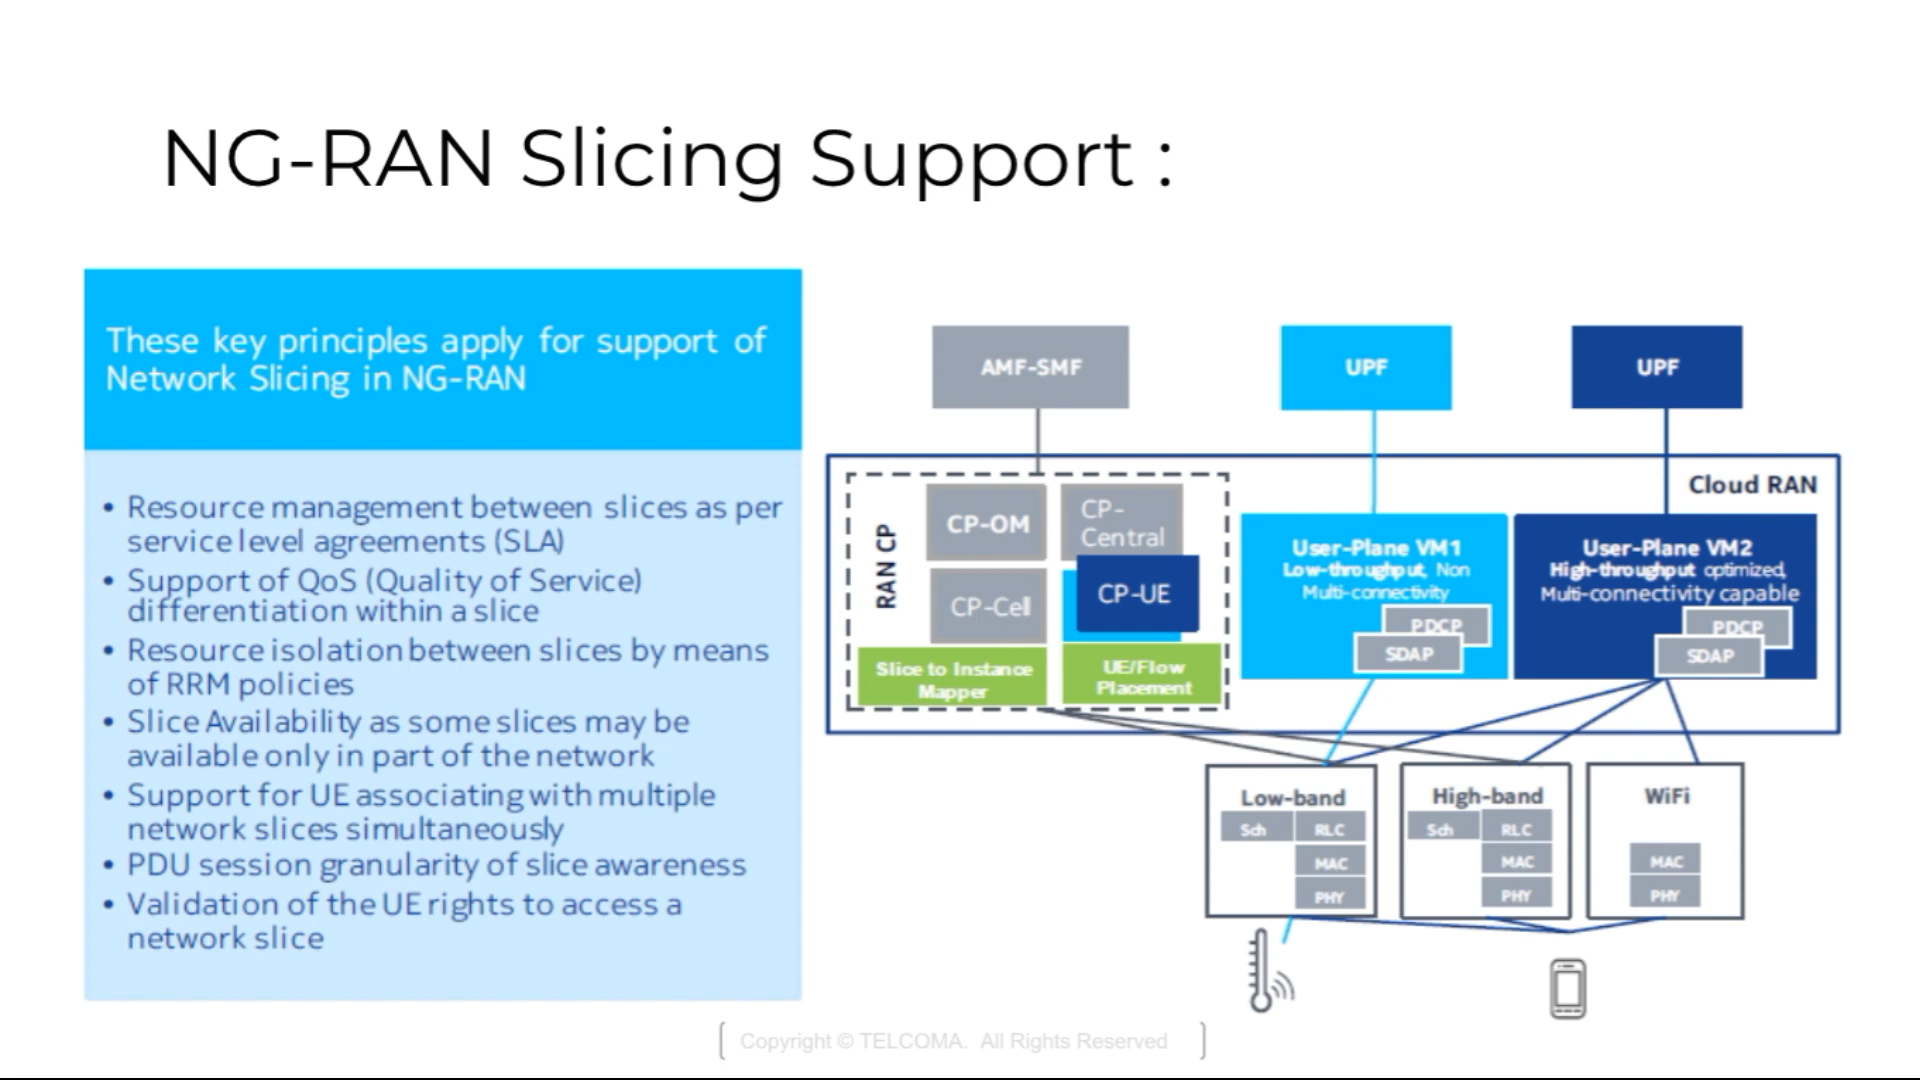 NG-RAN Slicing Support :
These key principles apply for support of
Network Slicing in NG-RAN
• Resource management between slices as per
service level agreements (SLA)
• Support of QoS (Quality of Service)
differentiation within a slice
• Resource isolation between slices by means
of RRM policies
• Slice Availability as some slices may be
available only in part of the network
• Support for UE associating with multiple
network slices simultaneously
• PDU session granularity of slice awareness
• Validation of the UE rights to access a
network slice
AMF-SMF
UPF
UPF
Cloud RAN
RAN CP
CP-OM
CP-
Central
CP-Cell
CP-UE
Slice to Instance
Mapper
UE/Flow
Placement
User-Plane VM1
Low-throughput, Non
Multi-connectivity
PDCP
SDAP
User-Plane VM2
High-throughput optimized,
Multi-connectivity capable
PDCP
SDAP
Low-band
Sch RLC
MAC
PHY
High-band
Sch RLC
MAC
PHY
WiFi
MAC
PHY
Copyright © TELCOMA. All Rights Reserved